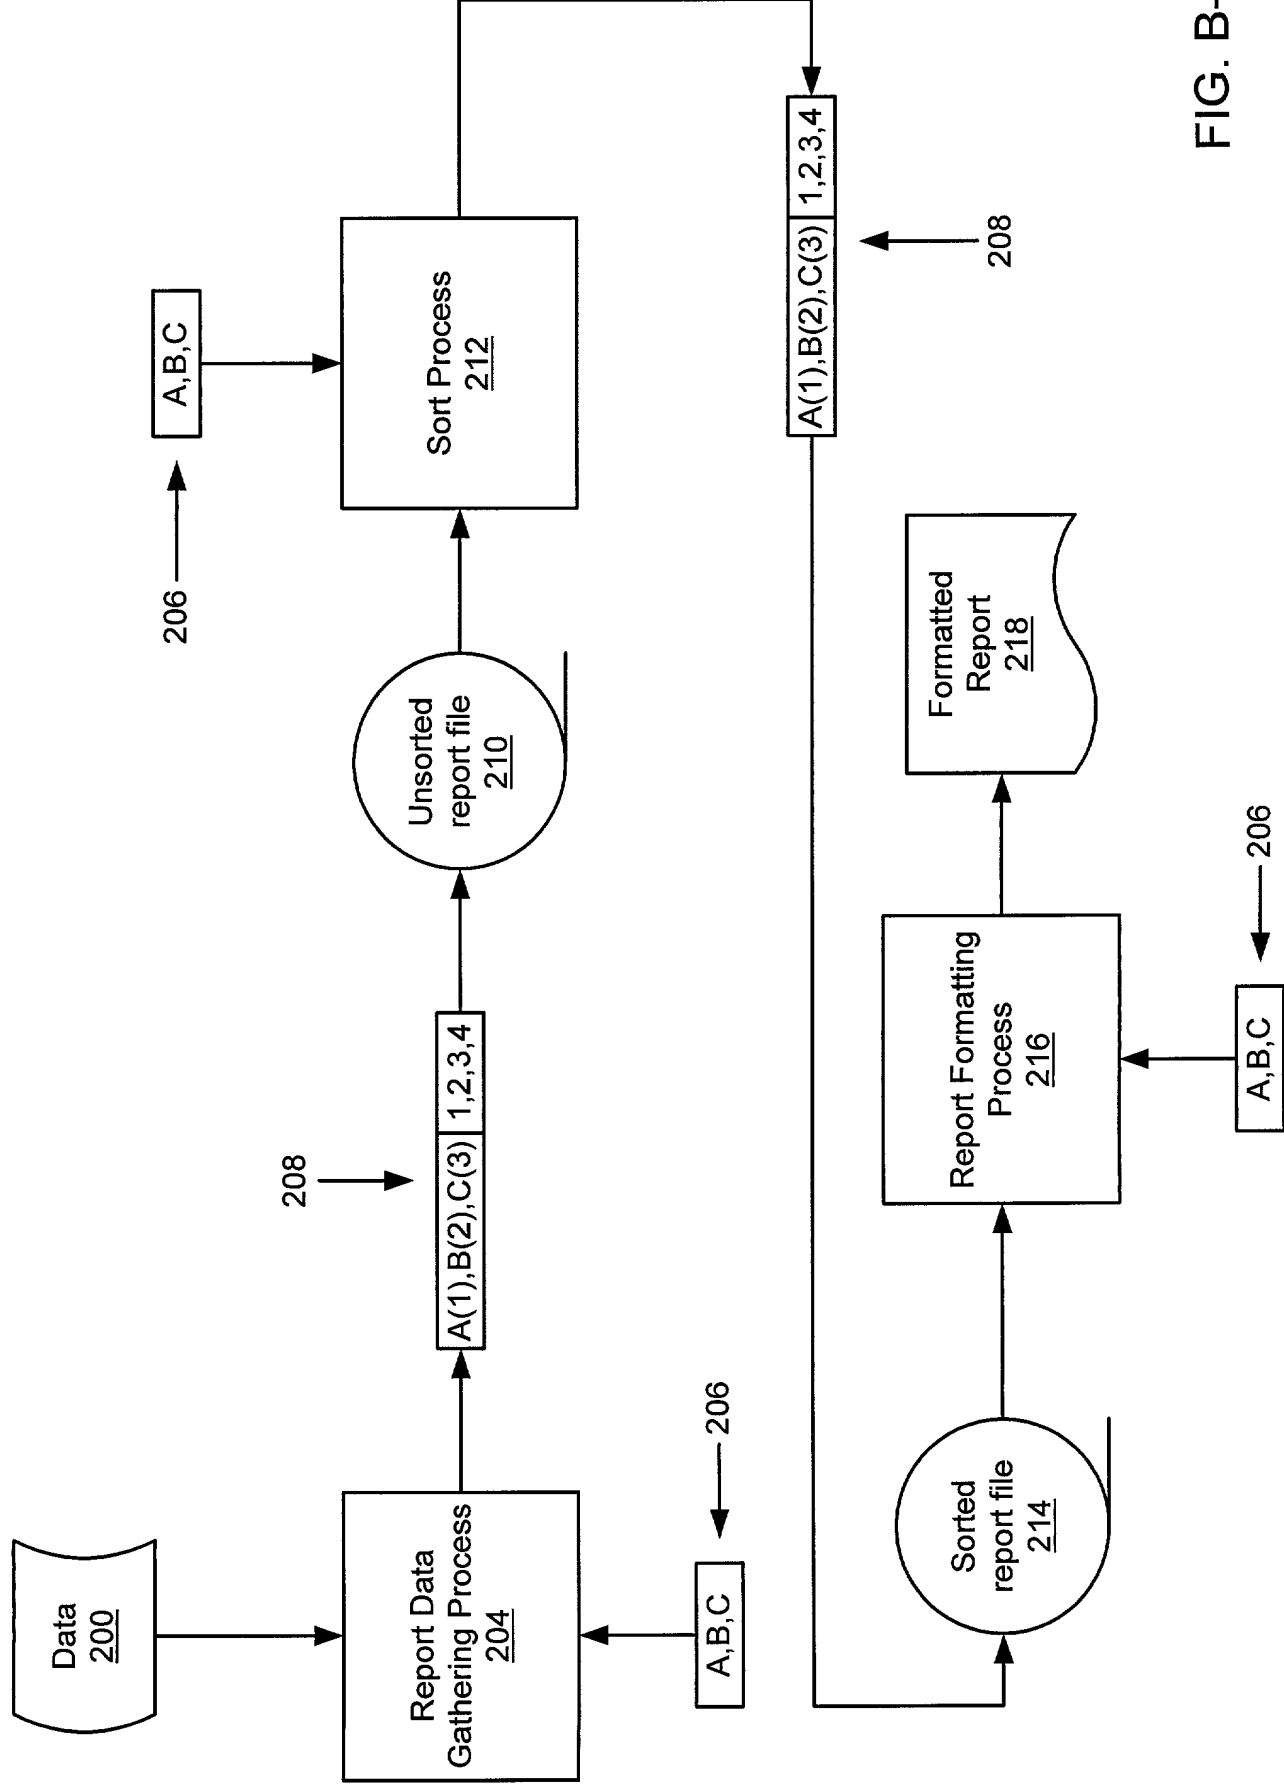 Data
200
Report Data
Gathering Process
204
A,B,C
206
208
A(1),B(2),C(3) 1,2,3,4
Unsorted
report file
210
206
A,B,C
Sort Process
212
A(1),B(2),C(3) 1,2,3,4
208
Sorted
report file
214
Report Formatting
Process
216
A,B,C
206
Formatted
Report
218
FIG. B-